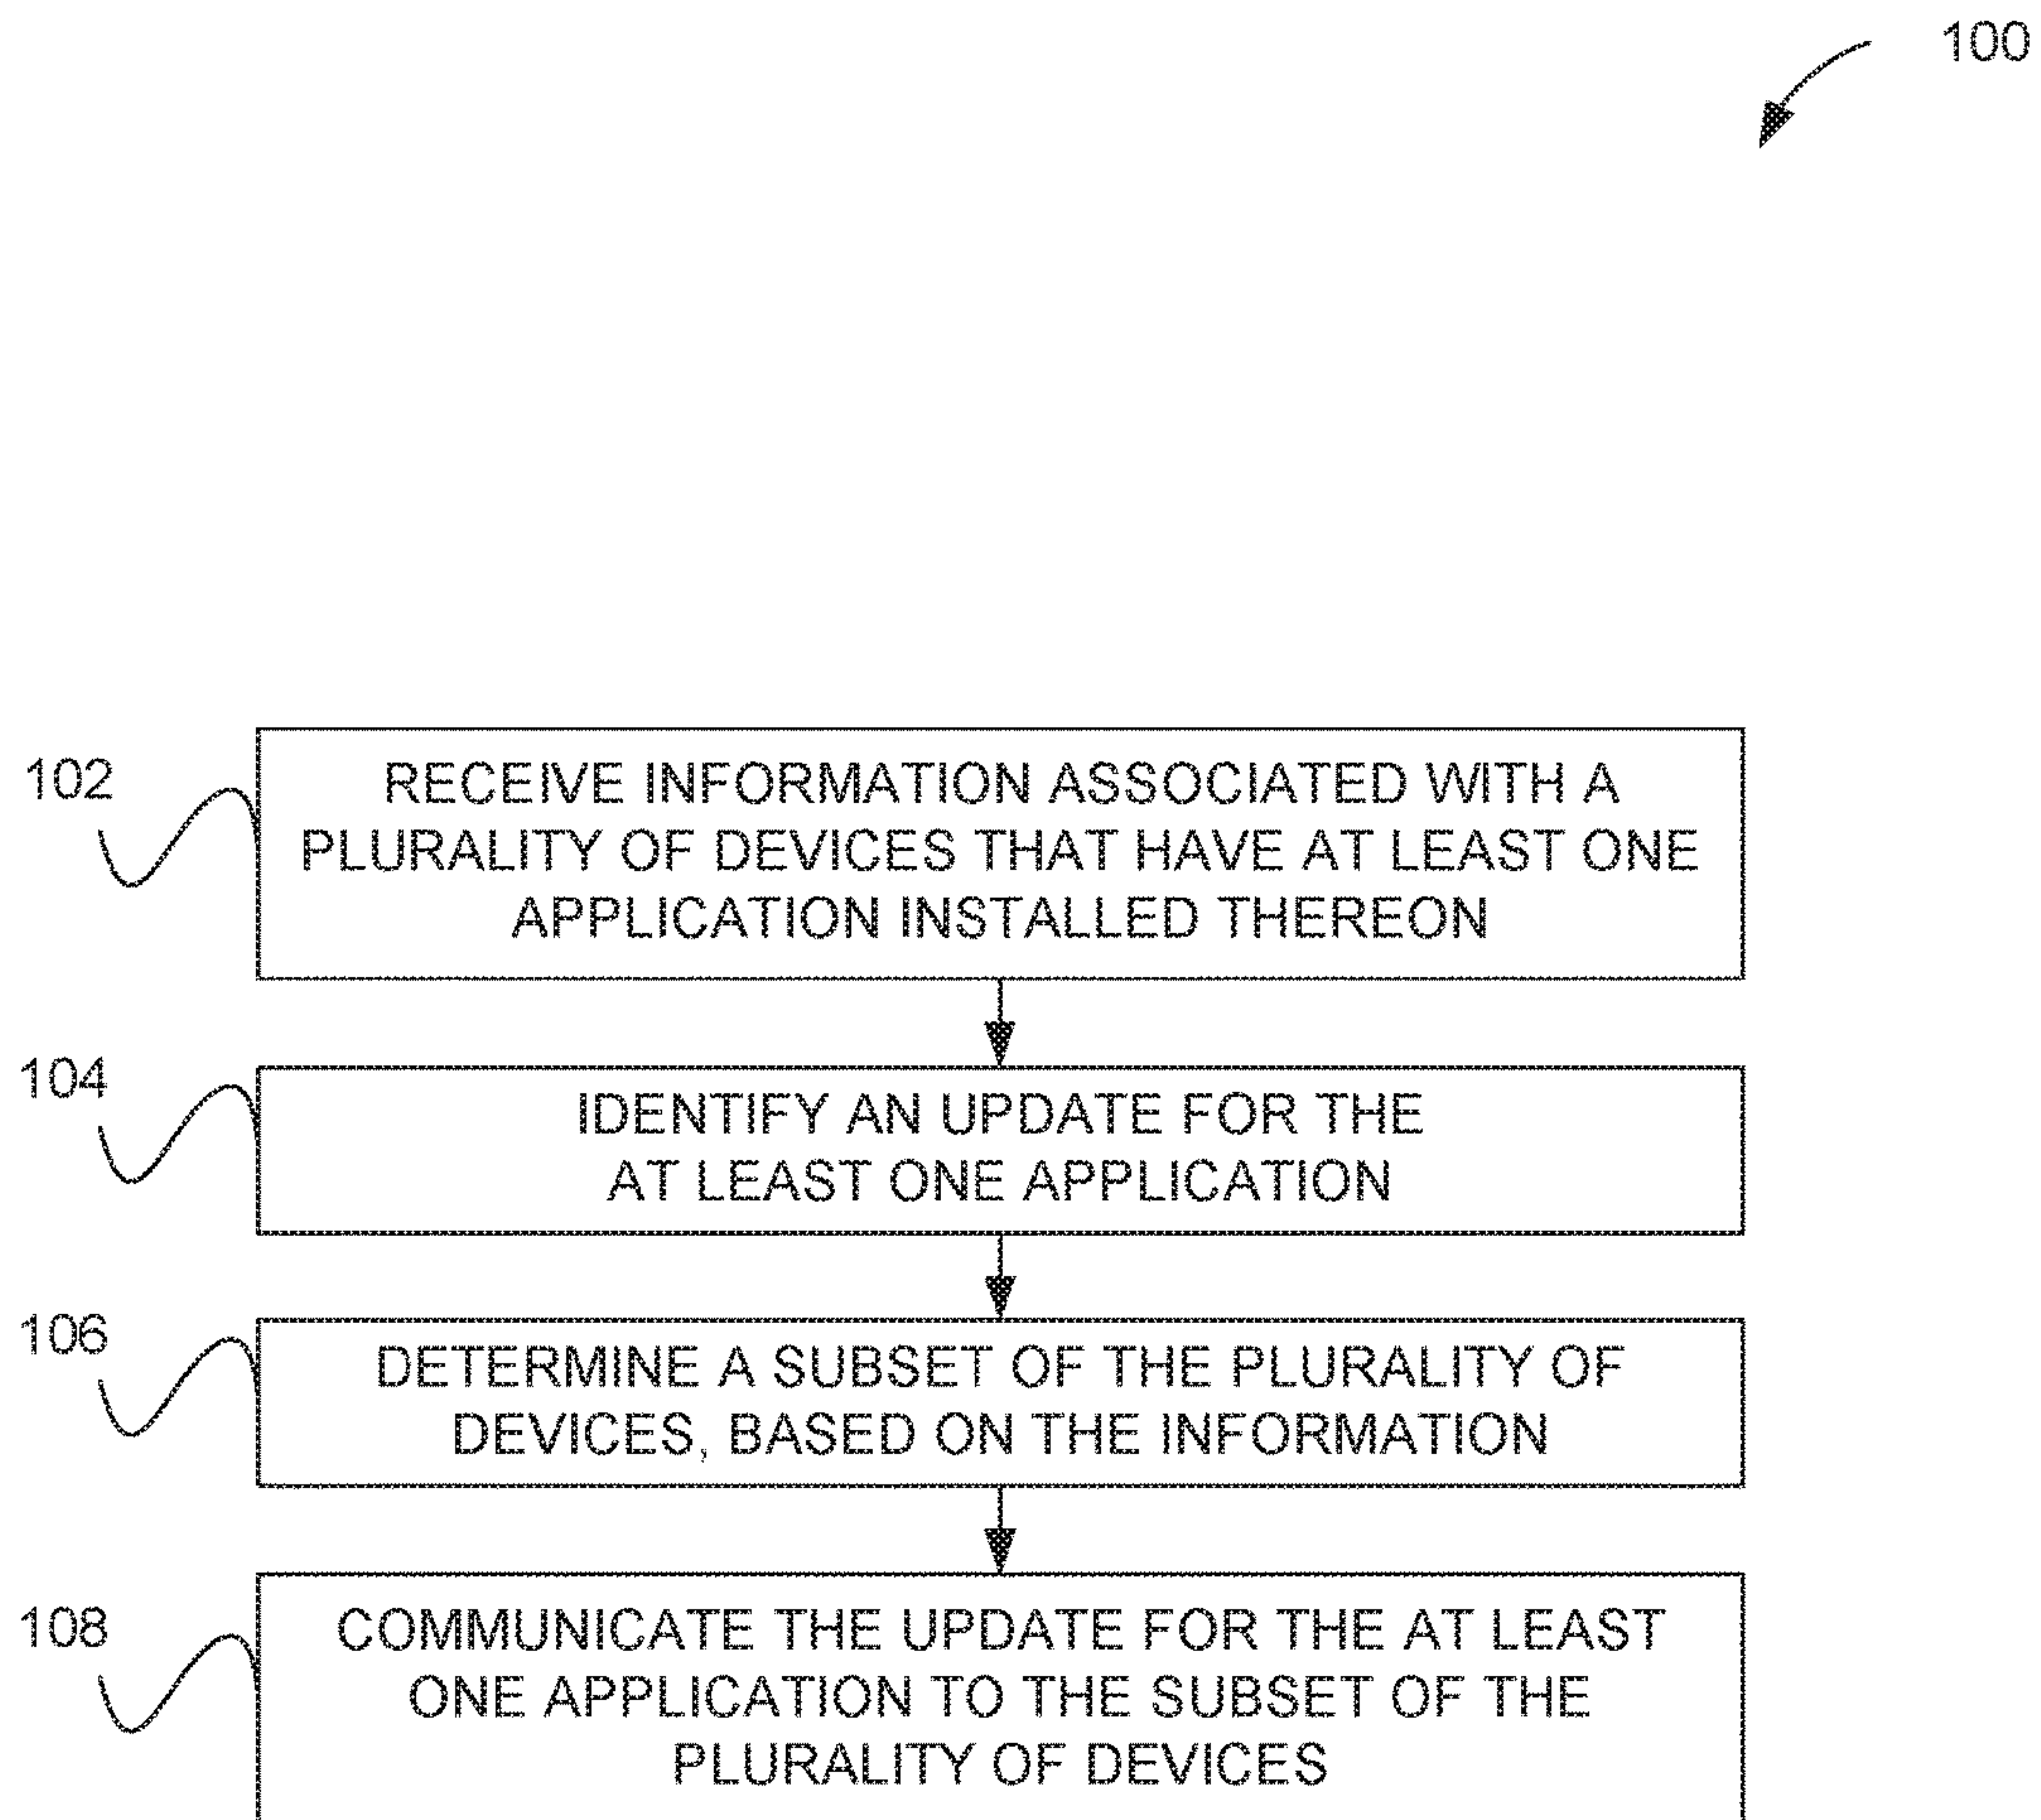 100
102
RECEIVE INFORMATION ASSOCIATED WITH A
PLURALITY OF DEVICES THAT HAVE AT LEAST ONE
APPLICATION INSTALLED THEREON
104
IDENTIFY AN UPDATE FOR THE
AT LEAST ONE APPLICATION
106
DETERMINE A SUBSET OF THE PLURALITY OF
DEVICES, BASED ON THE INFORMATION
108
COMMUNICATE THE UPDATE FOR THE AT LEAST
ONE APPLICATION TO THE SUBSET OF THE
PLURALITY OF DEVICES